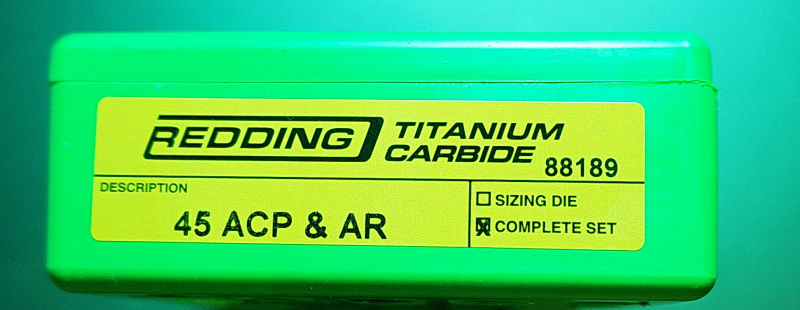 REDDING TITANIUM
CARBIDE 88189
DESCRIPTION
45 ACP & AR
☐ SIZING DIE
☒ COMPLETE SET